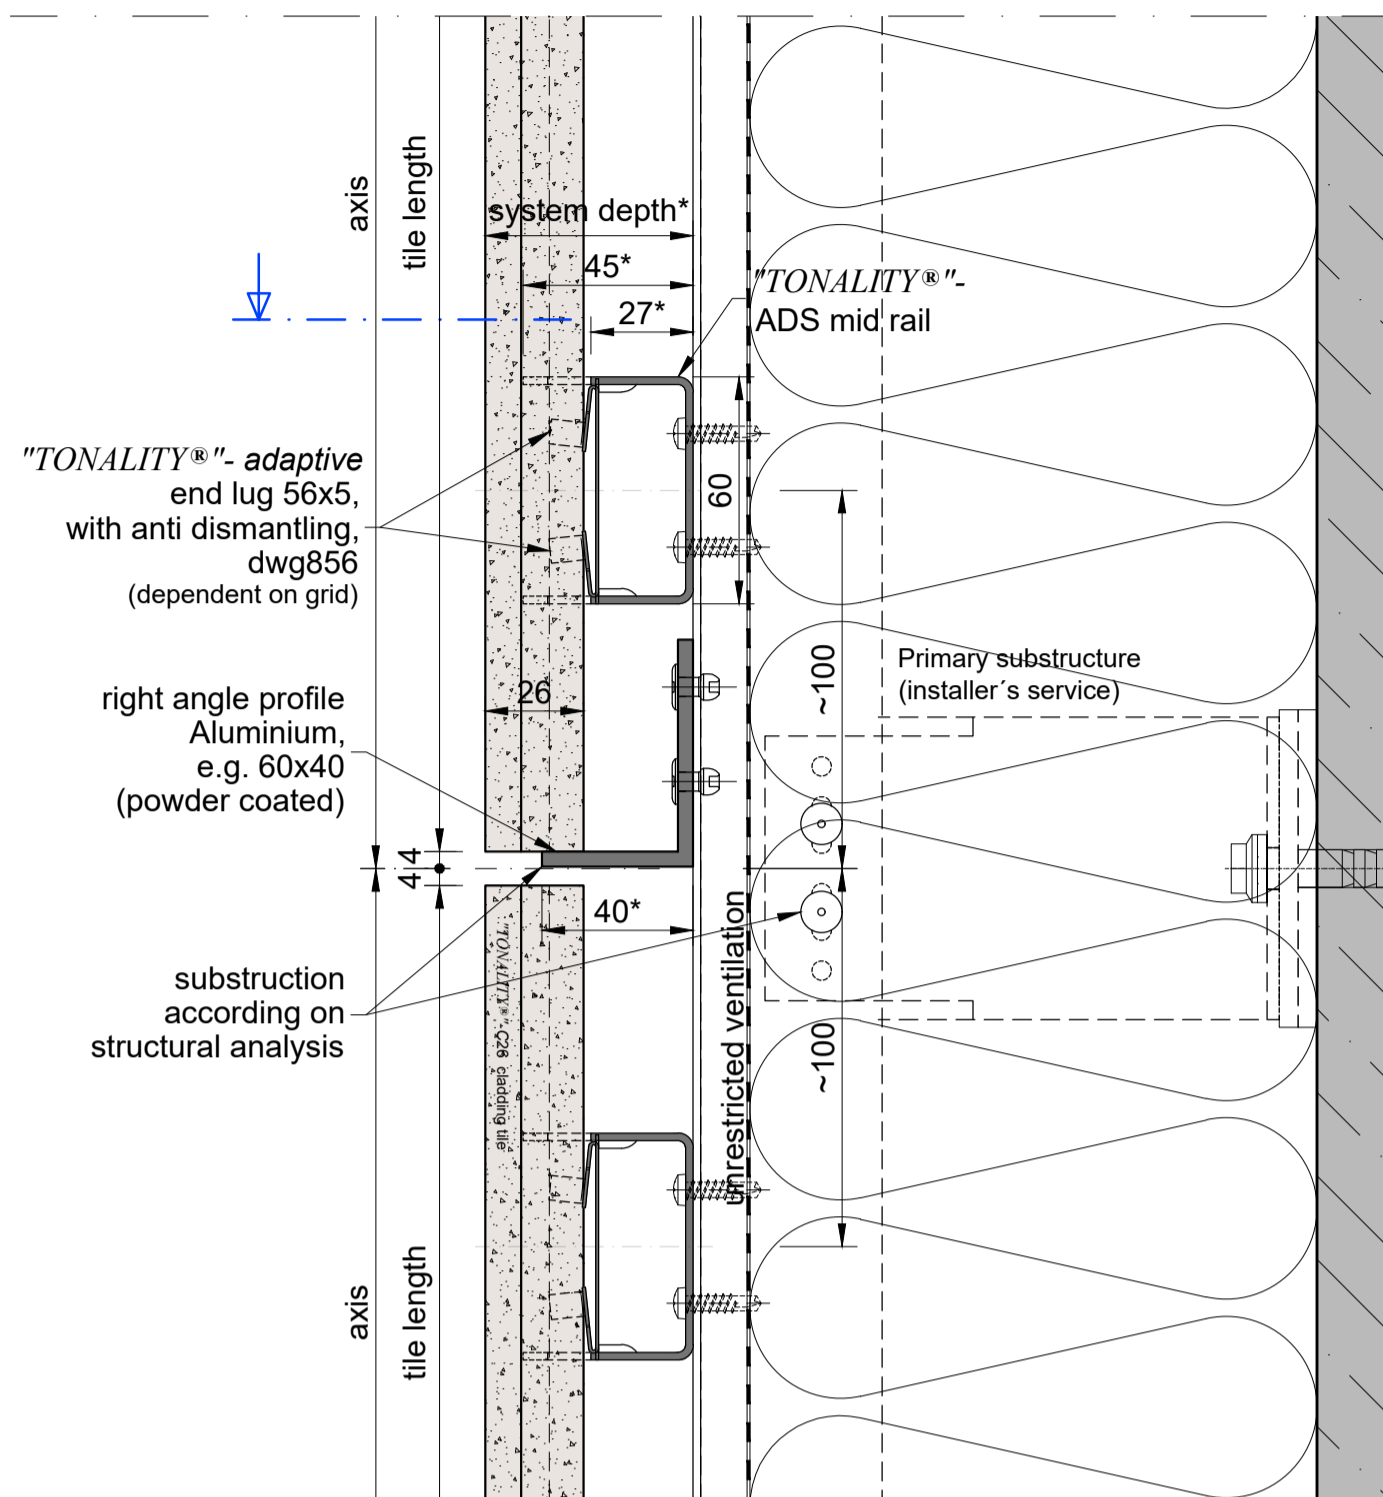 axis
tile length
system depth*
45*
27*
"TONALITY®"-
ADS mid rail
"TONALITY®"- adaptive
end lug 56x5,
with anti dismantling,
dwg856
(dependent on grid)
60
~100
Primary substructure
(installer´s service)
right angle profile
Aluminium,
e.g. 60x40
(powder coated)
26
4
4
40*
substruction
according on
structural analysis
"TONALITY®"-C26 cladding tile
unrestricted ventilation
~100
axis
tile length